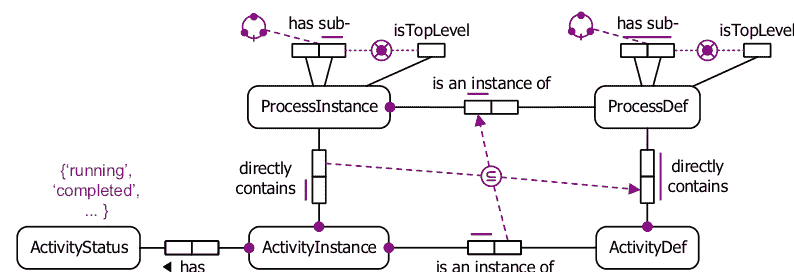 has sub-
isTopLevel
has sub-
isTopLevel
is an instance of
ProcessInstance
ProcessDef
directly
contains
directly
contains
{‘running’,
‘completed’,
... }
ActivityStatus
ActivityInstance
ActivityDef
◄ has
is an instance of